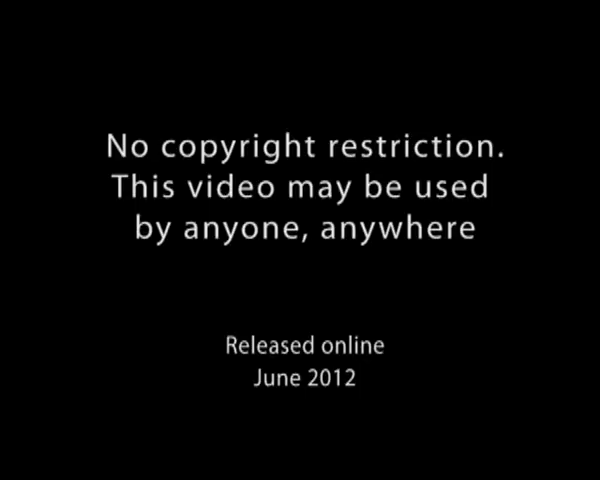 No copyright restriction.
This video may be used
by anyone, anywhere
Released online
June 2012